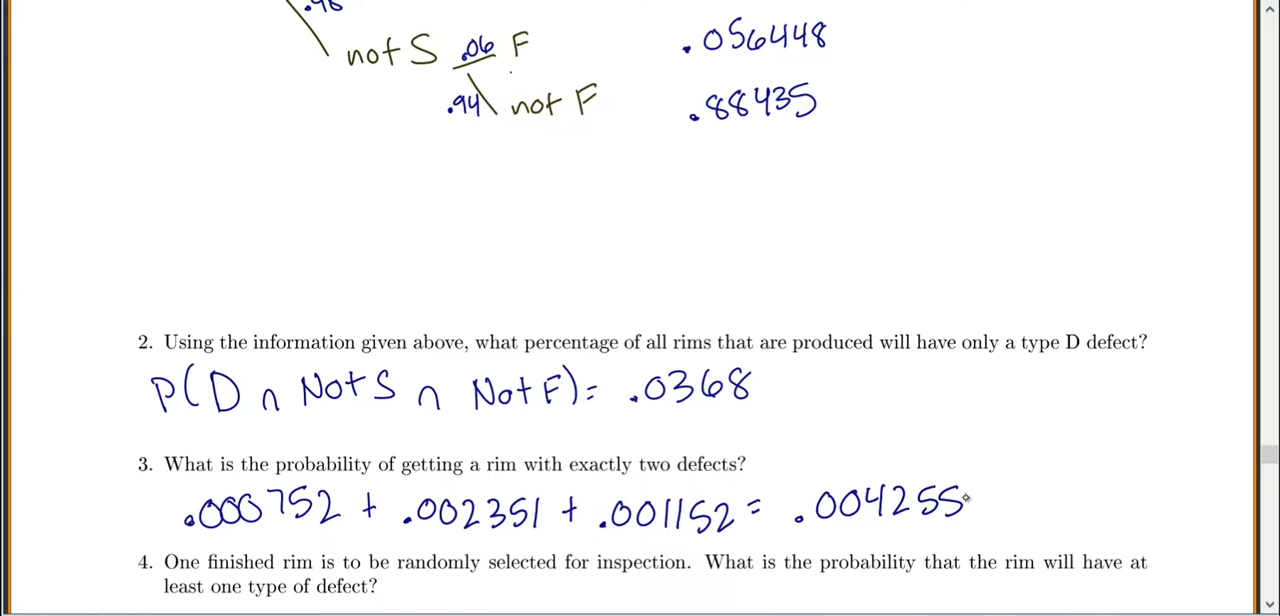 .98
not S .06 F .056448
.94 not F .88435
2. Using the information given above, what percentage of all rims that are produced will have only a type D defect?
P(D ∩ Not S ∩ Not F) = .0368
3. What is the probability of getting a rim with exactly two defects?
.000752 + .002351 + .001152 = .004255
4. One finished rim is to be randomly selected for inspection. What is the probability that the rim will have at
least one type of defect?